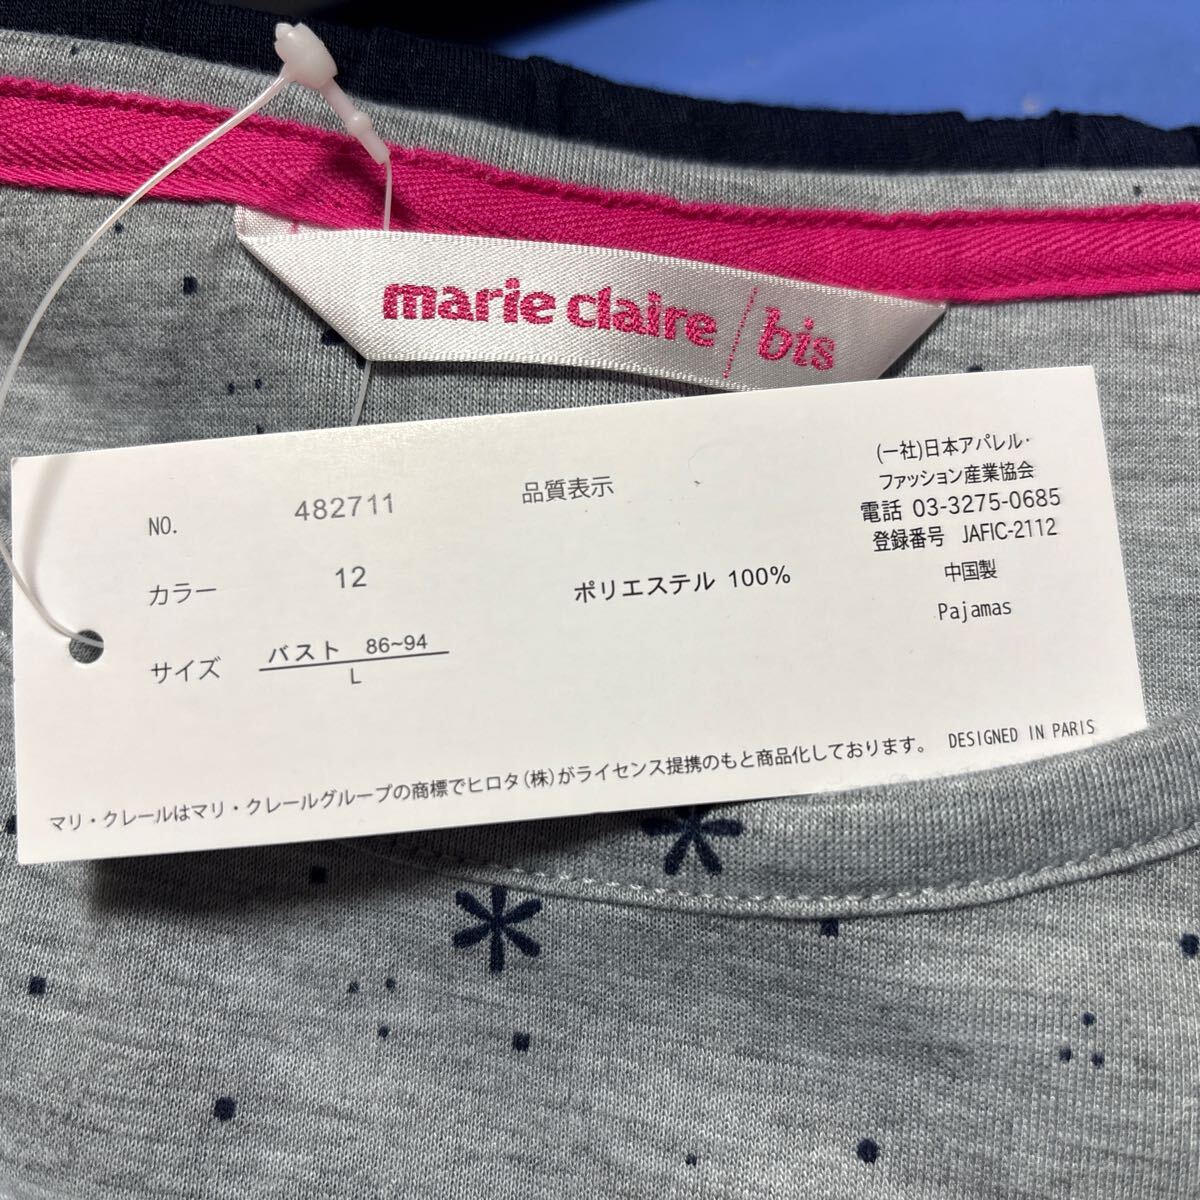 marie claire / bis
NO. 482711
カラー 12
サイズ バスト 86~94
L
品質表示
ポリエステル 100%
(一社)日本アパレル・
ファッション産業協会
電話 03-3275-0685
登録番号 JAFIC-2112
中国製
Pajamas
マリ・クレールはマリ・クレールグループの商標でヒロタ(株)がライセンス提携のもと商品化しております。 DESIGNED IN PARIS